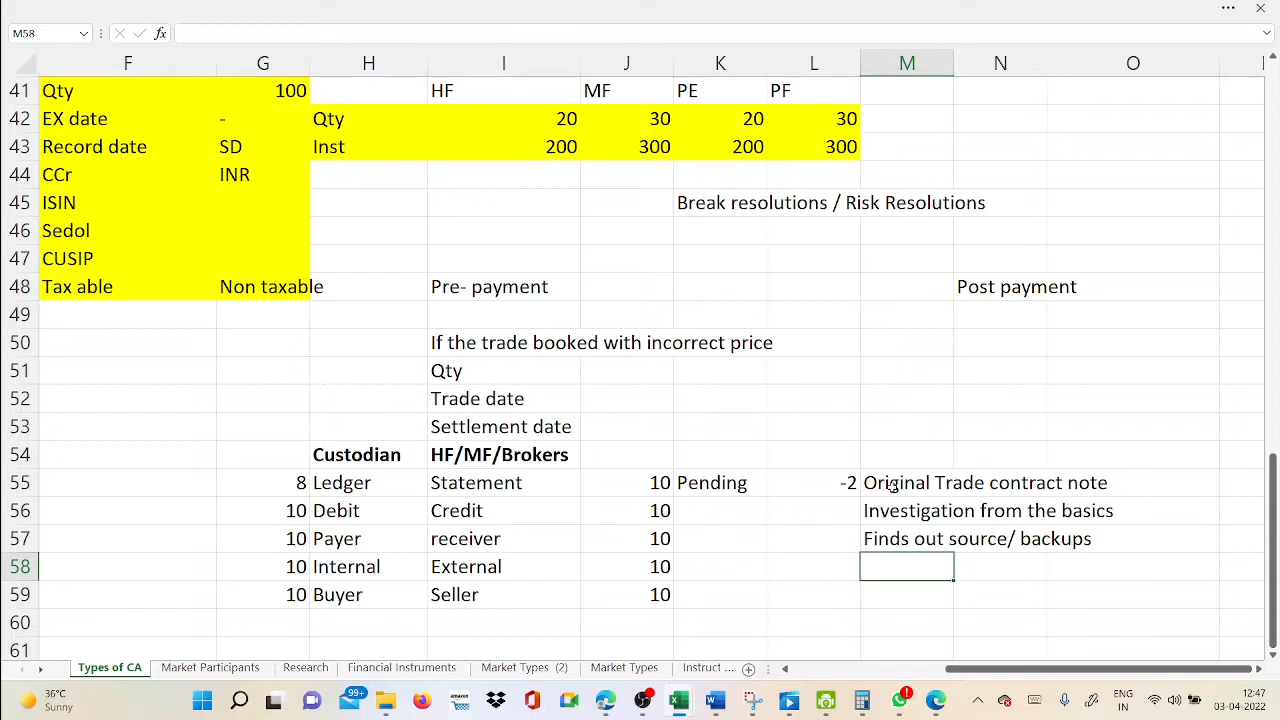 M58 fx
F G H I J K L M N O
41 Qty 100 HF MF PE PF
42 EX date - Qty 20 30 20 30
43 Record date SD Inst 200 300 200 300
44 CCr INR
45 ISIN Break resolutions / Risk Resolutions
46 Sedol
47 CUSIP
48 Tax able Non taxable Pre- payment Post payment
49
50 If the trade booked with incorrect price
51 Qty
52 Trade date
53 Settlement date
54 Custodian HF/MF/Brokers
55 8 Ledger Statement 10 Pending -2 Original Trade contract note
56 10 Debit Credit 10 Investigation from the basics
57 10 Payer receiver 10 Finds out source/ backups
58 10 Internal External 10
59 10 Buyer Seller 10
60
61
Types of CA Market Participants Research Financial Instruments Market Types (2) Market Types Instruct ...
36°C
Sunny
99+
amazon
ENG
IN
12:47
03-04-2022